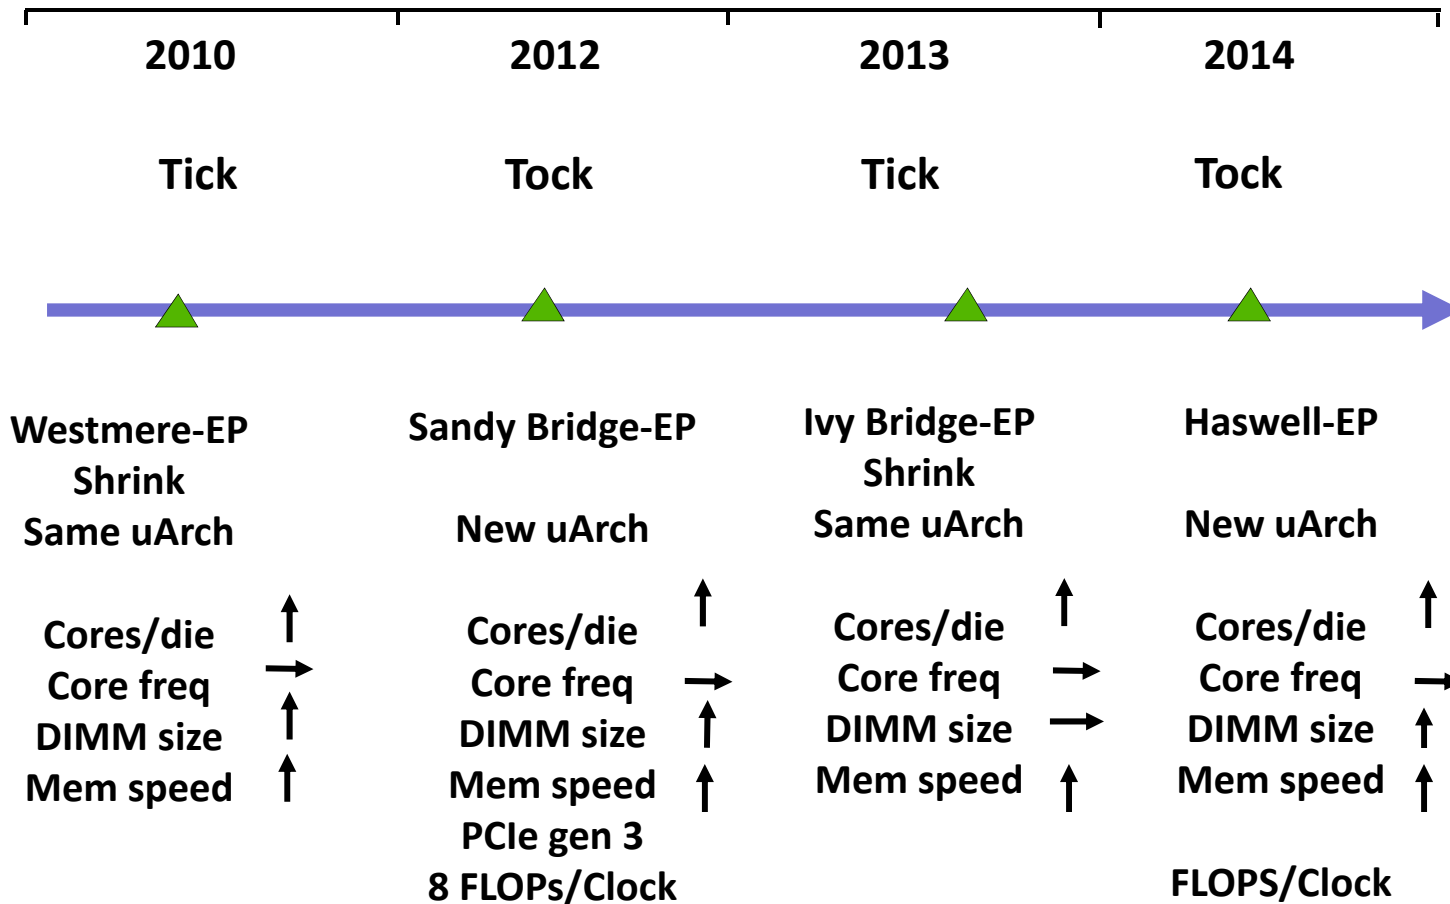 2010
2012
2013
2014
Tick
Tock
Tick
Tock
Westmere-EP
Shrink
Same uArch
Cores/die
Core freq
DIMM size
Mem speed
Sandy Bridge-EP
New uArch
Cores/die
Core freq
DIMM size
Mem speed
PCIe gen 3
8 FLOPs/Clock
Ivy Bridge-EP
Shrink
Same uArch
Cores/die
Core freq
DIMM size
Mem speed
Haswell-EP
New uArch
Cores/die
Core freq
DIMM size
Mem speed
FLOPS/Clock